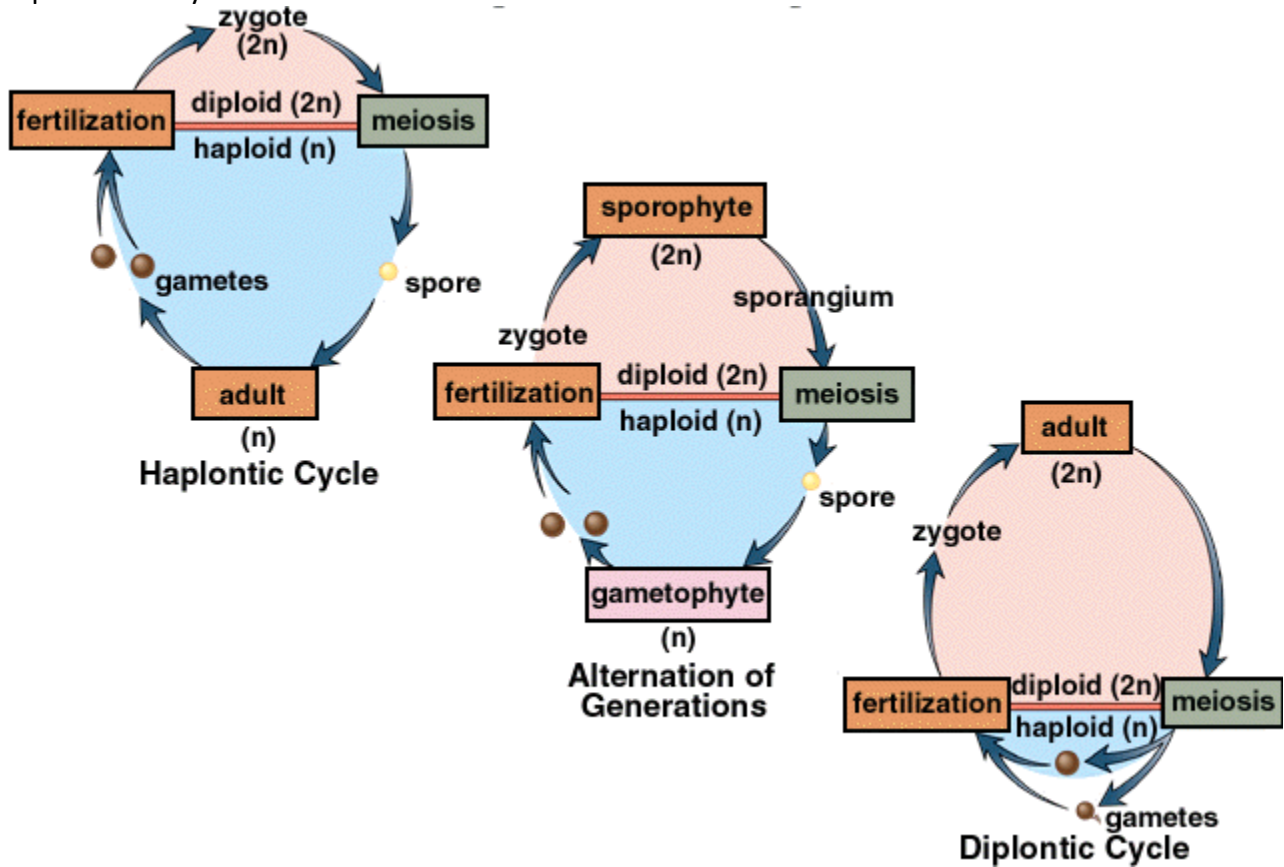 zygote
(2n)
fertilization
diploid (2n)
haploid (n)
meiosis
gametes
spore
adult
(n)
Haplontic Cycle
sporophyte
(2n)
sporangium
zygote
fertilization
diploid (2n)
haploid (n)
meiosis
spore
gametophyte
(n)
Alternation of
Generations
adult
(2n)
zygote
fertilization
diploid (2n)
haploid (n)
meiosis
gametes
Diplontic Cycle